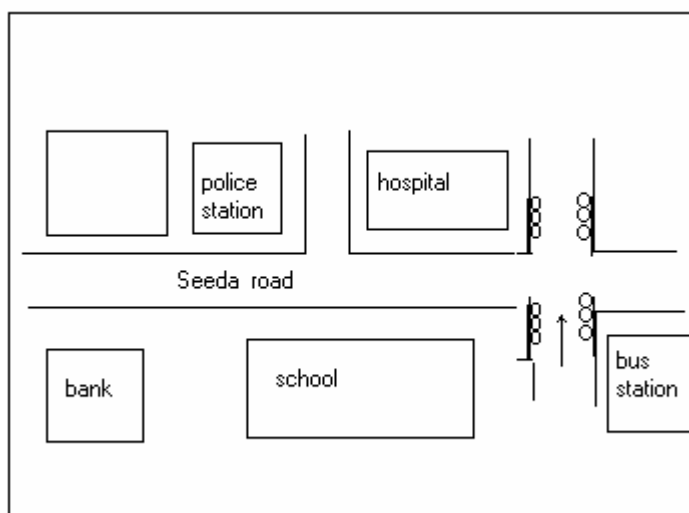 police
station
hospital
Seeda road
bank
school
bus
station